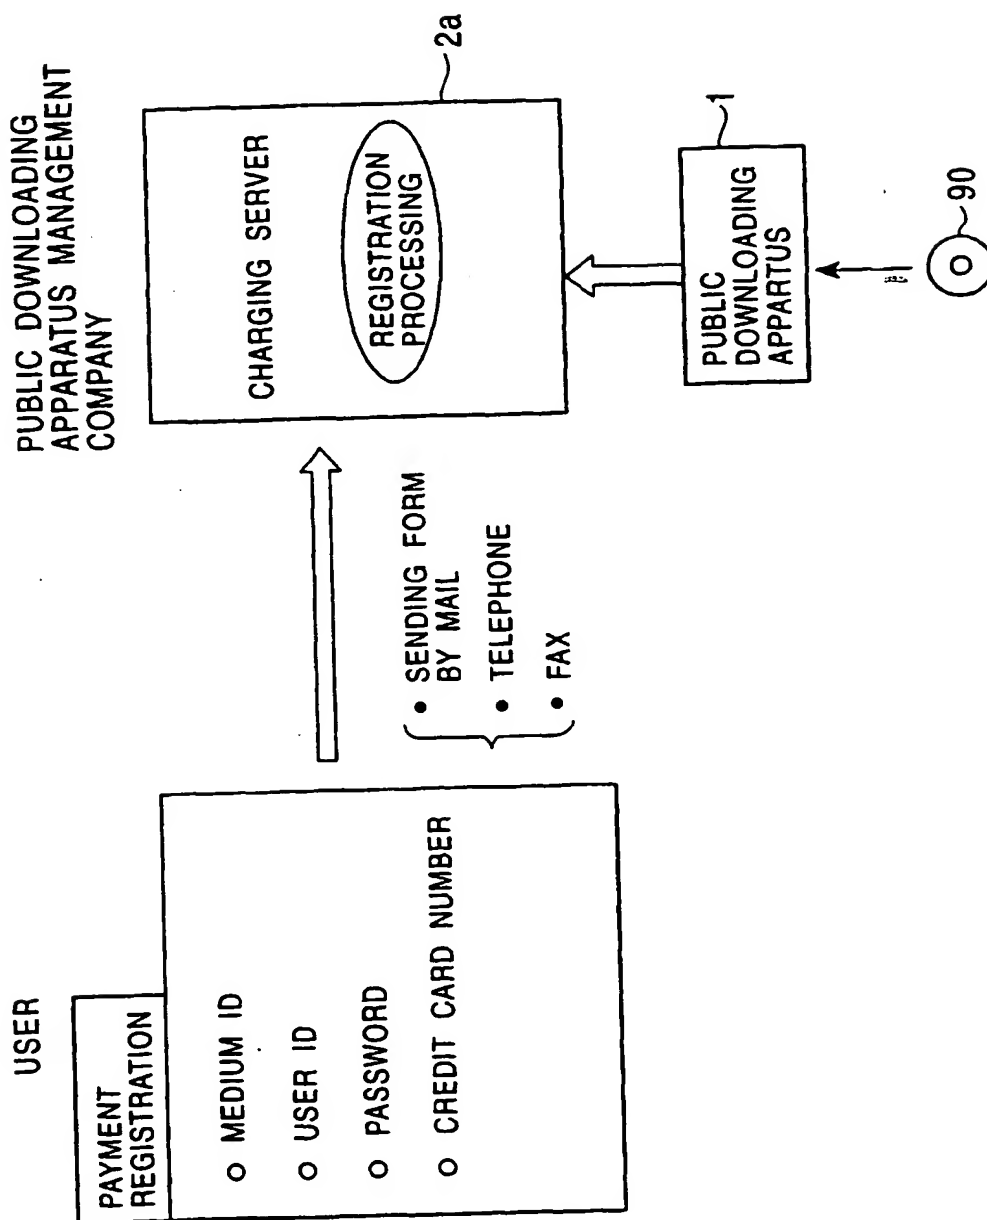 USER
PAYMENT
REGISTRATION
○ MEDIUM ID
○ USER ID
○ PASSWORD
○ CREDIT CARD NUMBER
• SENDING FORM
BY MAIL
• TELEPHONE
• FAX
PUBLIC DOWNLOADING
APPARATUS MANAGEMENT
COMPANY
CHARGING SERVER
REGISTRATION
PROCESSING
2a
PUBLIC
DOWNLOADING
APPARTUS
1
90